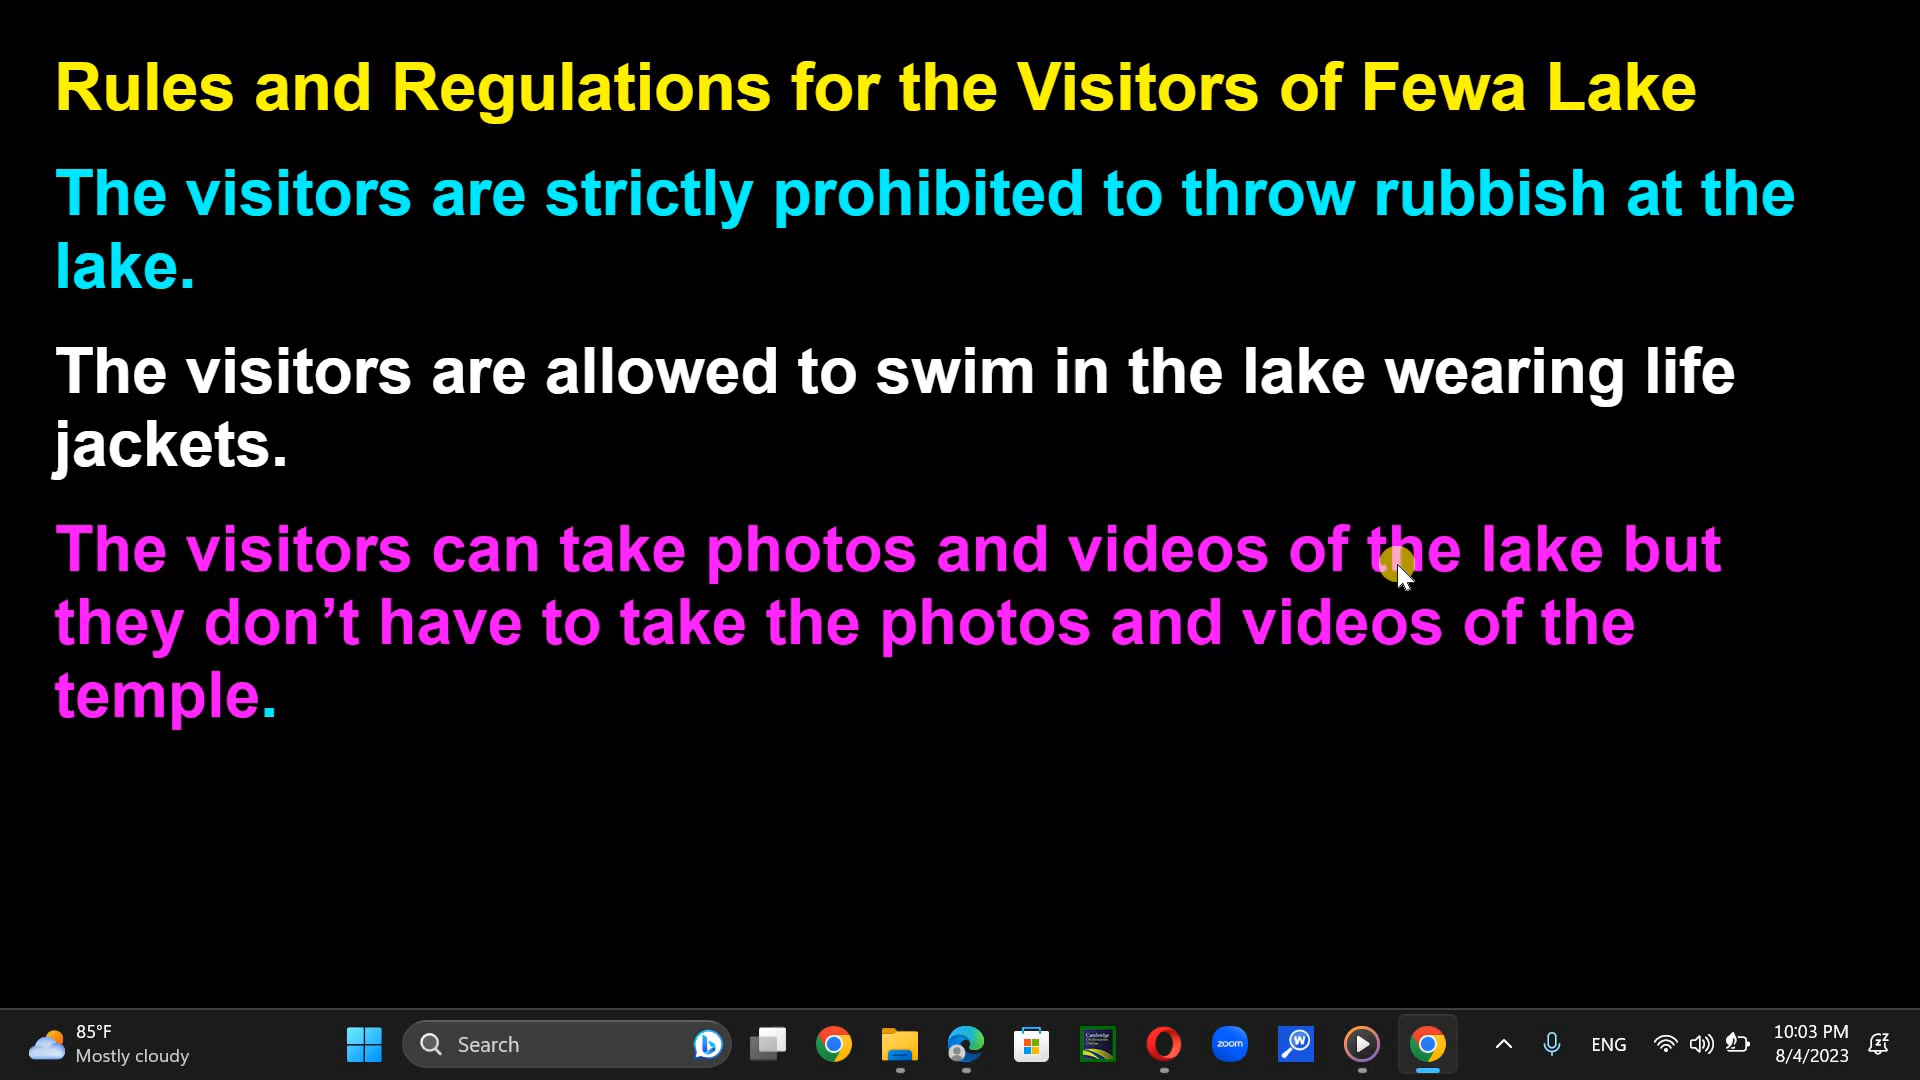 Rules and Regulations for the Visitors of Fewa Lake
The visitors are strictly prohibited to throw rubbish at the
lake.
The visitors are allowed to swim in the lake wearing life
jackets.
The visitors can take photos and videos of the lake but
they don’t have to take the photos and videos of the
temple.
85°F
Mostly cloudy
Search
zoom
W
ENG
10:03 PM
8/4/2023